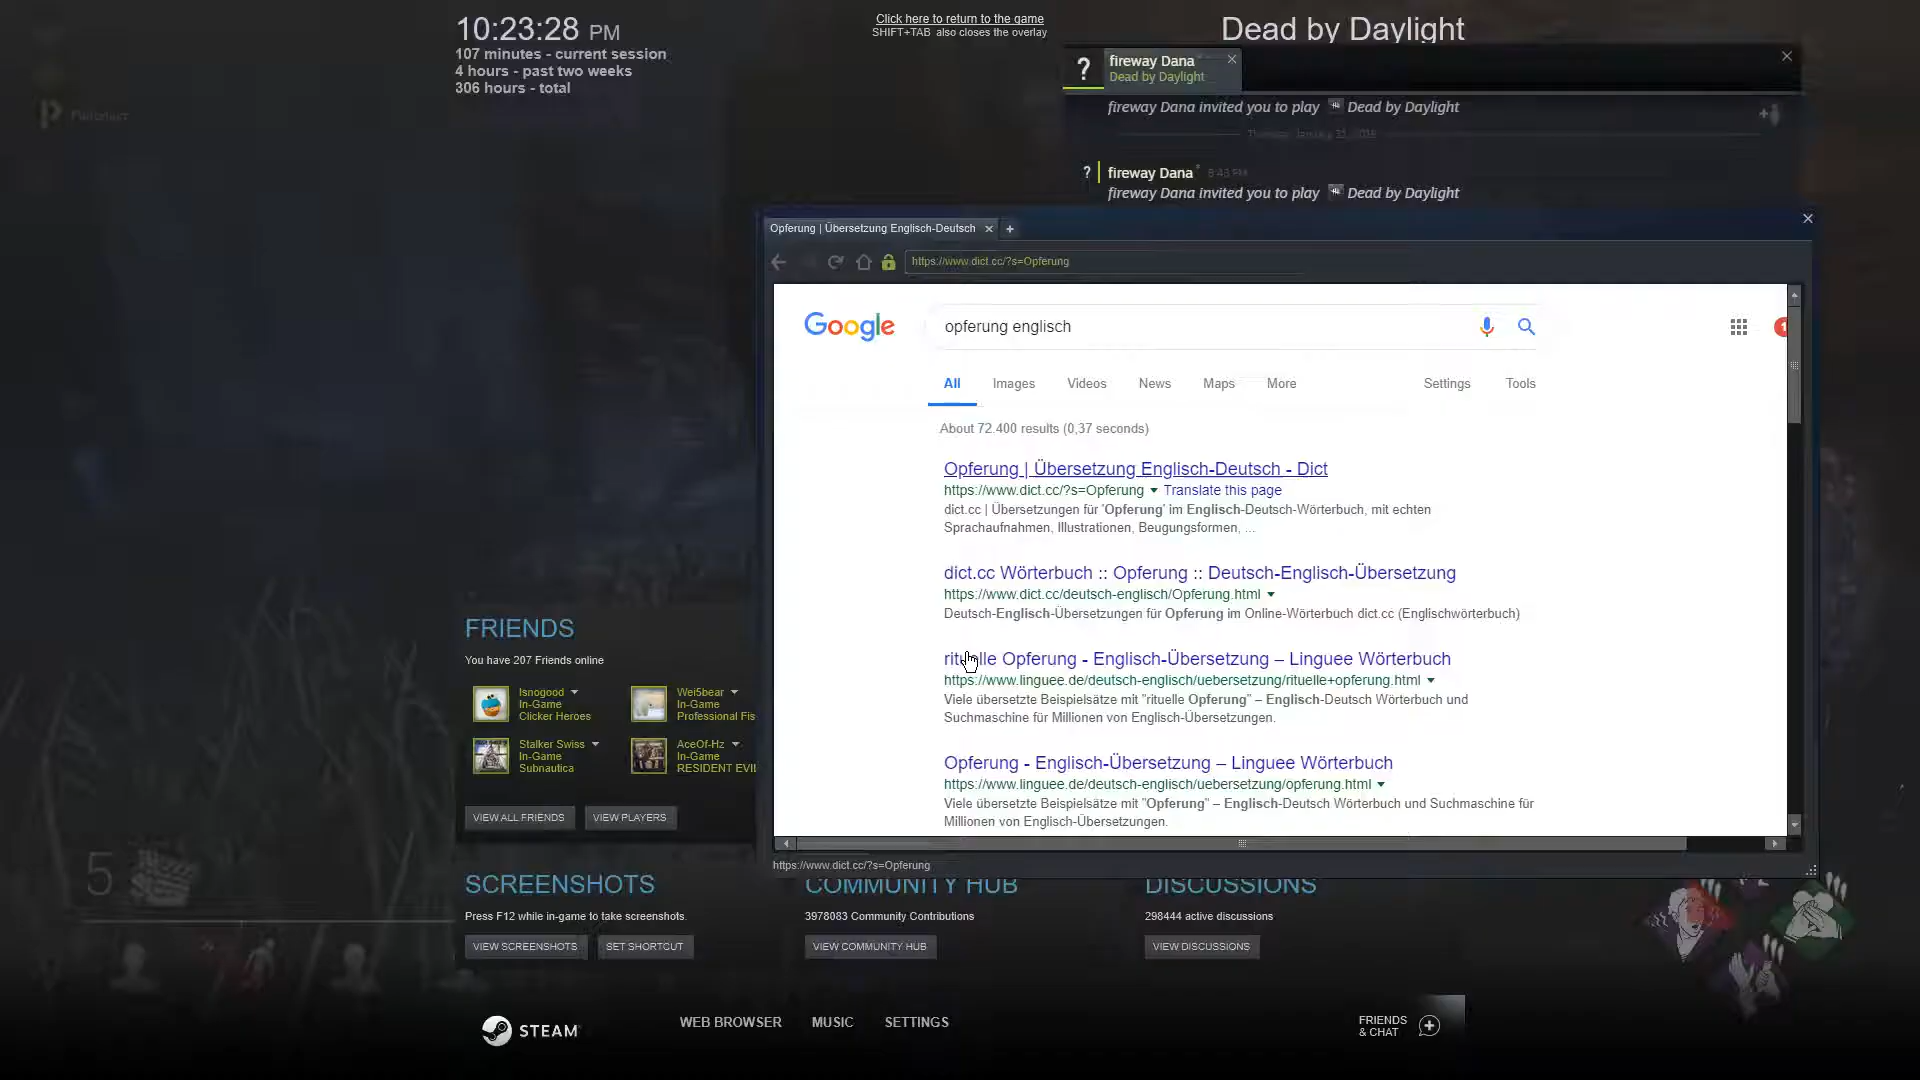 10:23:28 PM
107 minutes - current session
4 hours - past two weeks
306 hours - total
Click here to return to the game
SHIFT+TAB also closes the overlay
Dead by Daylight
fireway Dana
Dead by Daylight
fireway Dana invited you to play Dead by Daylight
fireway Dana 8:43 PM
fireway Dana invited you to play Dead by Daylight
Opferung | Übersetzung Englisch-Deutsch
https://www.dict.cc/?s=Opferung
Google
opferung englisch
All Images Videos News Maps More Settings Tools
About 72.400 results (0,37 seconds)
Opferung | Übersetzung Englisch-Deutsch - Dict
https://www.dict.cc/?s=Opferung Translate this page
dict.cc | Übersetzungen für 'Opferung' im Englisch-Deutsch-Wörterbuch, mit echten
Sprachaufnahmen, Illustrationen, Beugungsformen, ...
dict.cc Wörterbuch :: Opferung :: Deutsch-Englisch-Übersetzung
https://www.dict.cc/deutsch-englisch/Opferung.html
Deutsch-Englisch-Übersetzungen für Opferung im Online-Wörterbuch dict.cc (Englischwörterbuch)
rituelle Opferung - Englisch-Übersetzung – Linguee Wörterbuch
https://www.linguee.de/deutsch-englisch/uebersetzung/rituelle+opferung.html
Viele übersetzte Beispielsätze mit "rituelle Opferung" – Englisch-Deutsch Wörterbuch und
Suchmaschine für Millionen von Englisch-Übersetzungen.
Opferung - Englisch-Übersetzung – Linguee Wörterbuch
https://www.linguee.de/deutsch-englisch/uebersetzung/opferung.html
Viele übersetzte Beispielsätze mit "Opferung" – Englisch-Deutsch Wörterbuch und Suchmaschine für
Millionen von Englisch-Übersetzungen.
https://www.dict.cc/?s=Opferung
FRIENDS
You have 207 Friends online
Isnogood
In-Game
Clicker Heroes
Wei5bear
In-Game
Professional Fis
Stalker Swiss
In-Game
Subnautica
AceOf-Hz
In-Game
RESIDENT EVI
VIEW ALL FRIENDS VIEW PLAYERS
SCREENSHOTS
Press F12 while in-game to take screenshots.
VIEW SCREENSHOTS SET SHORTCUT
COMMUNITY HUB
3978083 Community Contributions
VIEW COMMUNITY HUB
DISCUSSIONS
298444 active discussions
VIEW DISCUSSIONS
5
STEAM
WEB BROWSER MUSIC SETTINGS
FRIENDS
& CHAT